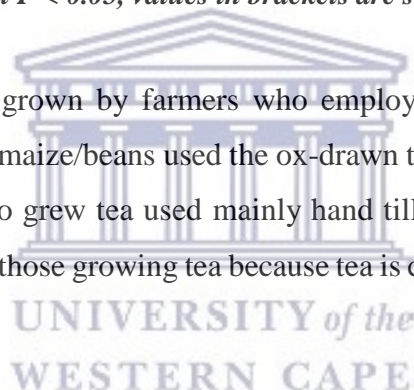 < 0.05, values in brackets are s
grown by farmers who employ
maize/beans used the ox-drawn t
o grew tea used mainly hand till
those growing tea because tea is c
UNIVERSITY of the
WESTERN CAPE